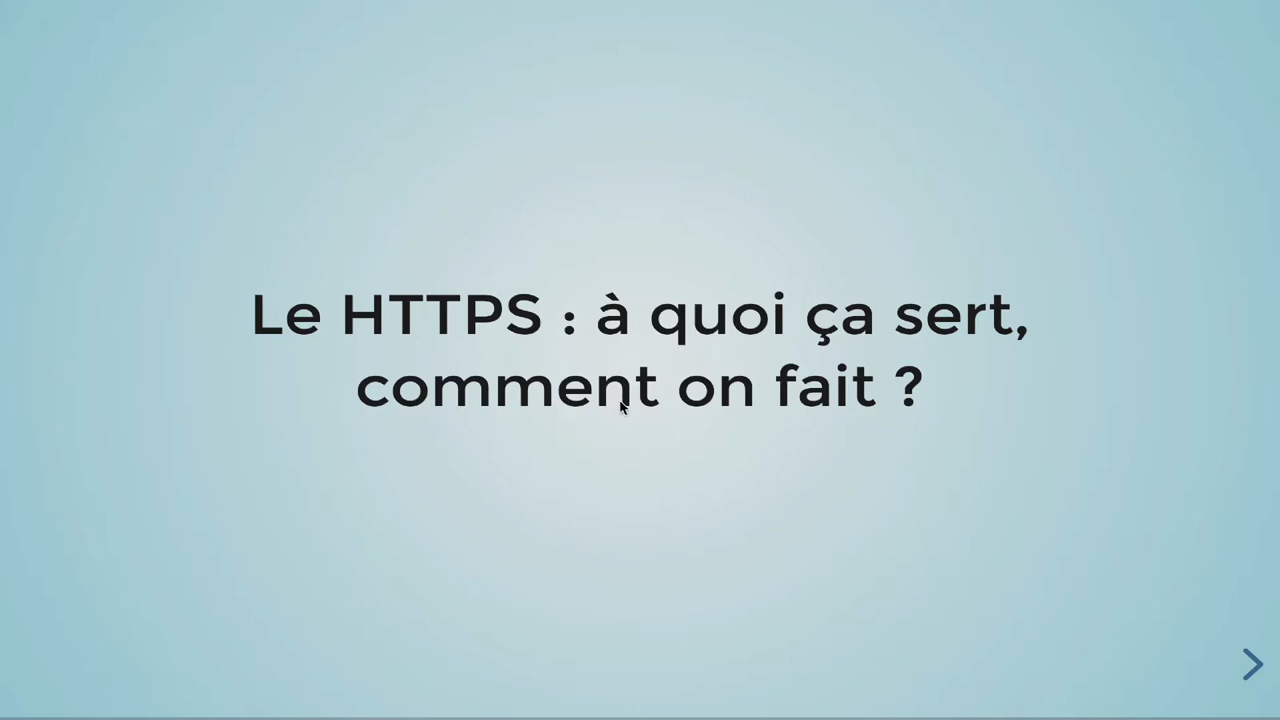 Le HTTPS : à quoi ça sert,
comment on fait ?